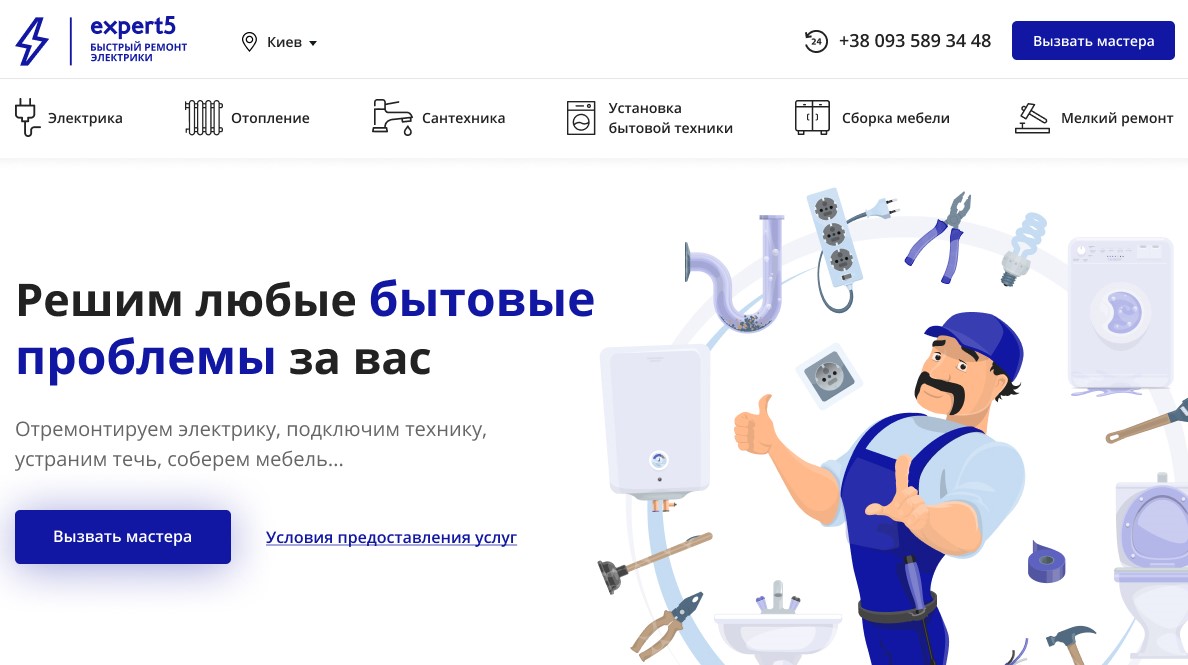 expert5
БЫСТРЫЙ РЕМОНТ
ЭЛЕКТРИКИ
Киев
24
+38 093 589 34 48
Вызвать мастера
Электрика
Отопление
Сантехника
Установка
бытовой техники
Сборка мебели
Мелкий ремонт
Решим любые бытовые
проблемы за вас
Отремонтируем электрику, подключим технику,
устраним течь, соберем мебель...
Вызвать мастера
Условия предоставления услуг